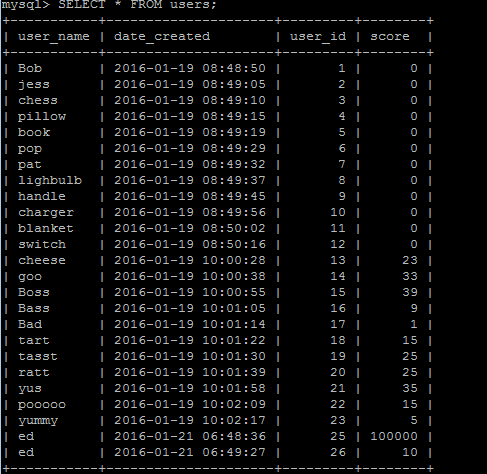 mysql> SELECT * FROM users;
+-----------+---------------------+---------+--------+
| user_name | date_created        | user_id | score  |
+-----------+---------------------+---------+--------+
| Bob       | 2016-01-19 08:48:50 |       1 |      0 |
| jess      | 2016-01-19 08:49:05 |       2 |      0 |
| chess     | 2016-01-19 08:49:10 |       3 |      0 |
| pillow    | 2016-01-19 08:49:15 |       4 |      0 |
| book      | 2016-01-19 08:49:19 |       5 |      0 |
| pop       | 2016-01-19 08:49:29 |       6 |      0 |
| pat       | 2016-01-19 08:49:32 |       7 |      0 |
| lighbulb  | 2016-01-19 08:49:37 |       8 |      0 |
| handle    | 2016-01-19 08:49:45 |       9 |      0 |
| charger   | 2016-01-19 08:49:56 |      10 |      0 |
| blanket   | 2016-01-19 08:50:02 |      11 |      0 |
| switch    | 2016-01-19 08:50:16 |      12 |      0 |
| cheese    | 2016-01-19 10:00:28 |      13 |     23 |
| goo       | 2016-01-19 10:00:38 |      14 |     33 |
| Boss      | 2016-01-19 10:00:55 |      15 |     39 |
| Bass      | 2016-01-19 10:01:05 |      16 |      9 |
| Bad       | 2016-01-19 10:01:14 |      17 |      1 |
| tart      | 2016-01-19 10:01:22 |      18 |     15 |
| tasst     | 2016-01-19 10:01:30 |      19 |     25 |
| ratt      | 2016-01-19 10:01:39 |      20 |     25 |
| yus       | 2016-01-19 10:01:58 |      21 |     35 |
| pooooo    | 2016-01-19 10:02:09 |      22 |     15 |
| yummy     | 2016-01-19 10:02:17 |      23 |      5 |
| ed        | 2016-01-21 06:48:36 |      25 | 100000 |
| ed        | 2016-01-21 06:49:27 |      26 |     10 |
+-----------+---------------------+---------+--------+